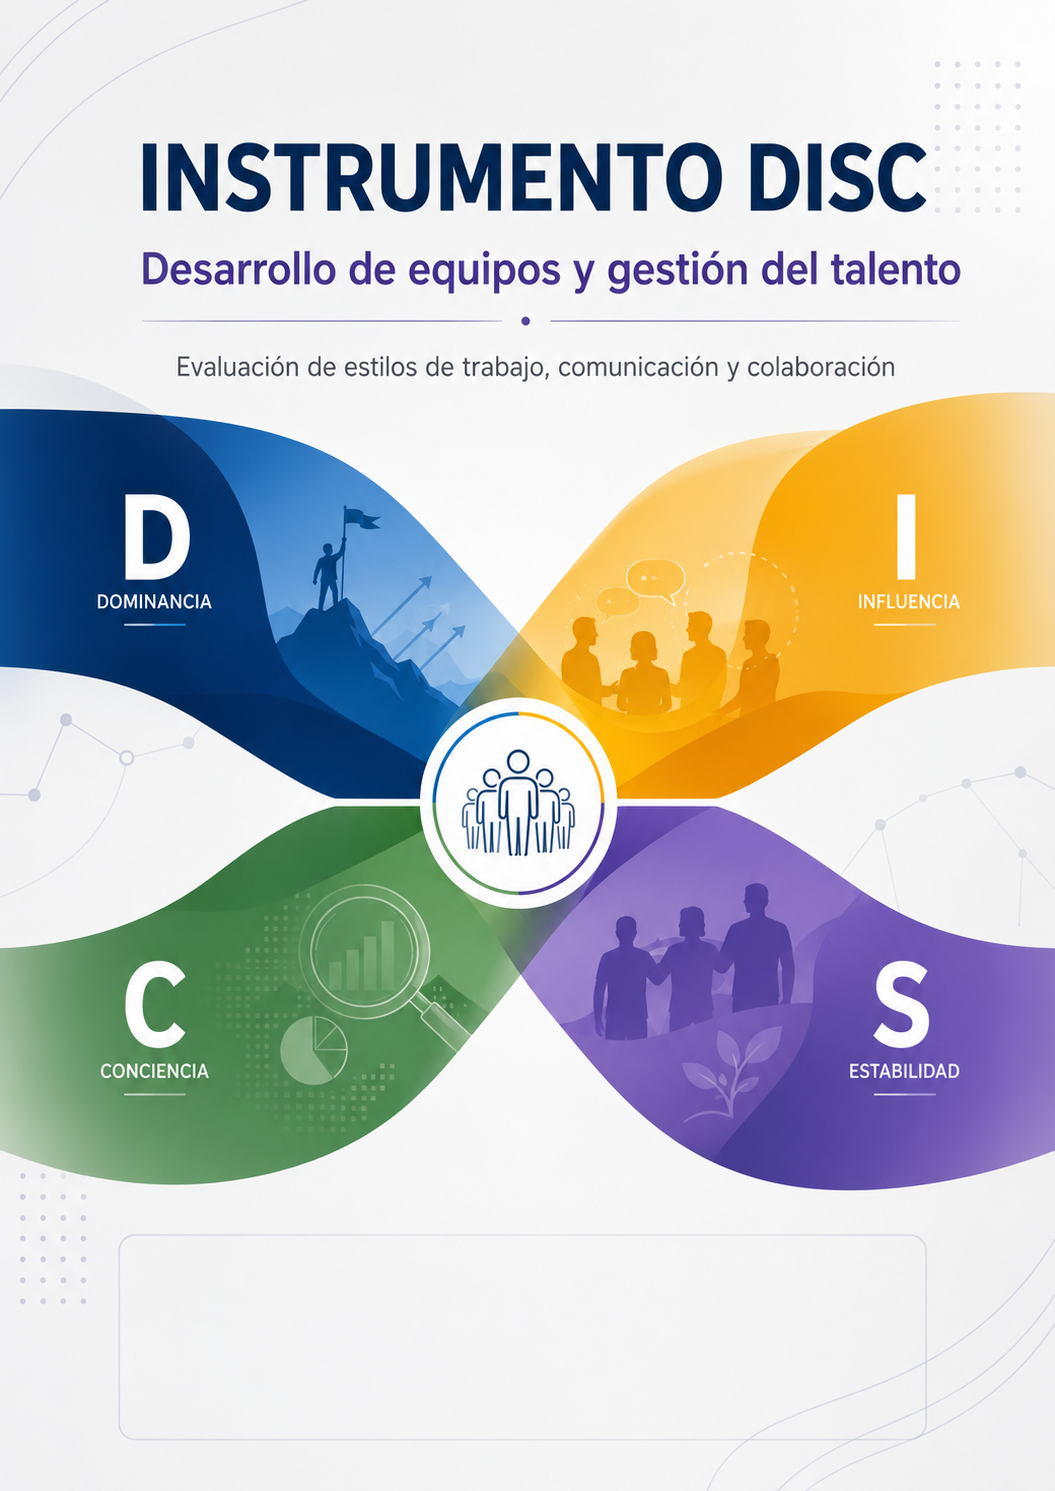 INSTRUMENTO DISC
Desarrollo de equipos y gestión del talento
Evaluación de estilos de trabajo, comunicación y colaboración
D
DOMINANCIA
I
INFLUENCIA
C
CONCIENCIA
S
ESTABILIDAD